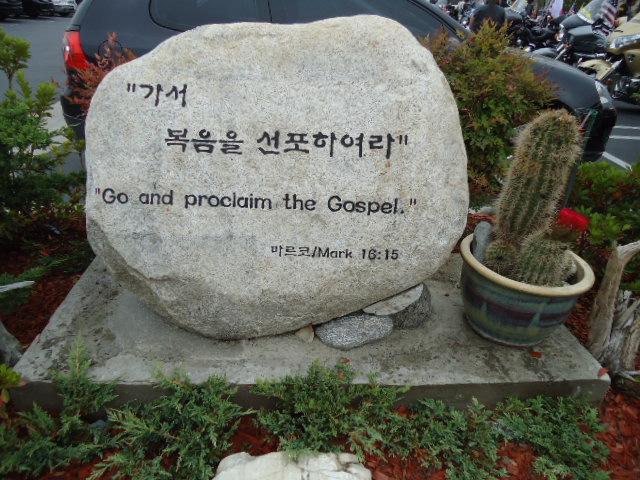 "가서
복음을 선포하여라"
"Go and proclaim the Gospel."
마르코/Mark 16:15